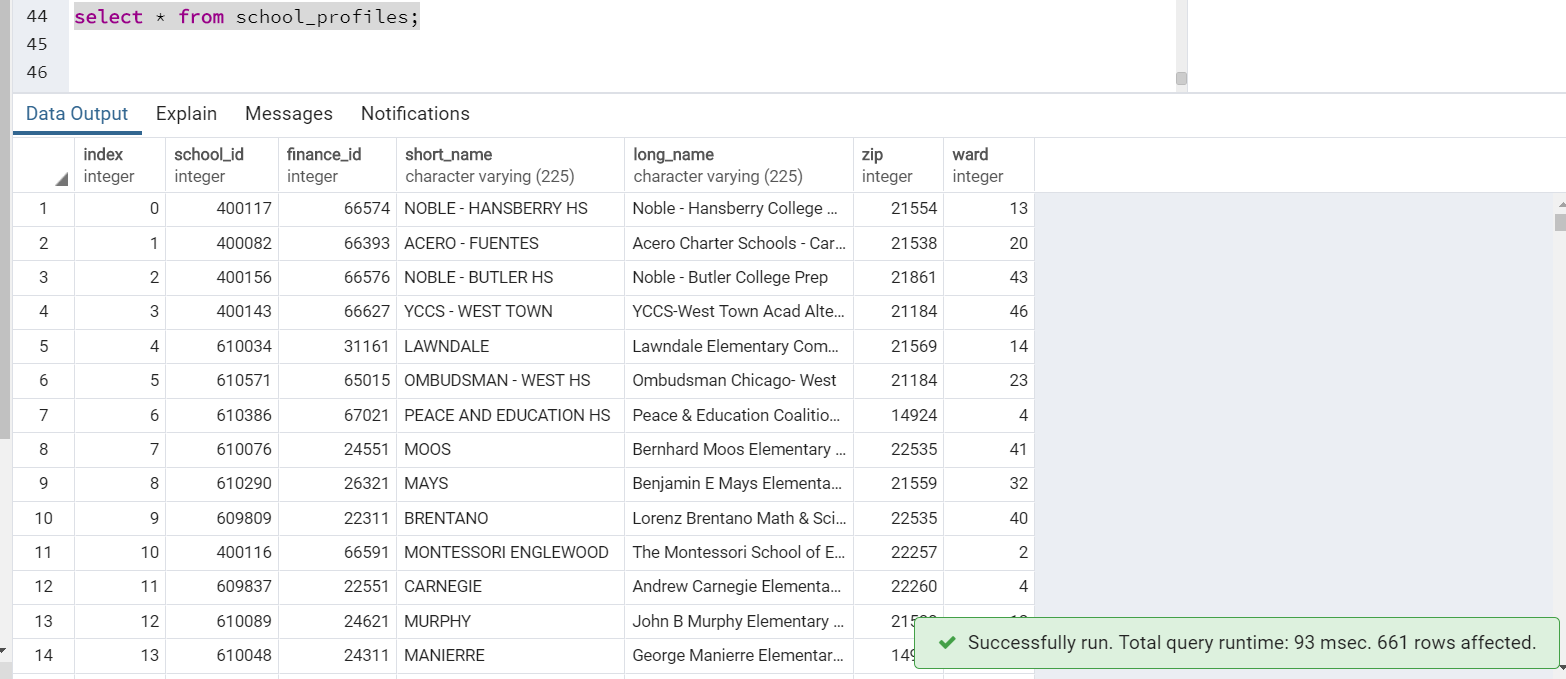 44 select * from school_profiles;
45
46
Data Output Explain Messages Notifications
index school_id finance_id short_name long_name zip ward
integer integer integer character varying (225) character varying (225) integer integer
1 0 400117 66574 NOBLE - HANSBERRY HS Noble - Hansberry College ... 21554 13
2 1 400082 66393 ACERO - FUENTES Acero Charter Schools - Car... 21538 20
3 2 400156 66576 NOBLE - BUTLER HS Noble - Butler College Prep 21861 43
4 3 400143 66627 YCCS - WEST TOWN YCCS-West Town Acad Alte... 21184 46
5 4 610034 31161 LAWNDALE Lawndale Elementary Com... 21569 14
6 5 610571 65015 OMBUDSMAN - WEST HS Ombudsman Chicago- West 21184 23
7 6 610386 67021 PEACE AND EDUCATION HS Peace & Education Coalitio... 14924 4
8 7 610076 24551 MOOS Bernhard Moos Elementary ... 22535 41
9 8 610290 26321 MAYS Benjamin E Mays Elementa... 21559 32
10 9 609809 22311 BRENTANO Lorenz Brentano Math & Sci... 22535 40
11 10 400116 66591 MONTESSORI ENGLEWOOD The Montessori School of E... 22257 2
12 11 609837 22551 CARNEGIE Andrew Carnegie Elementa... 22260 4
13 12 610089 24621 MURPHY John B Murphy Elementary ...
14 13 610048 24311 MANIERRE George Manierre Elementar...
Successfully run. Total query runtime: 93 msec. 661 rows affected.